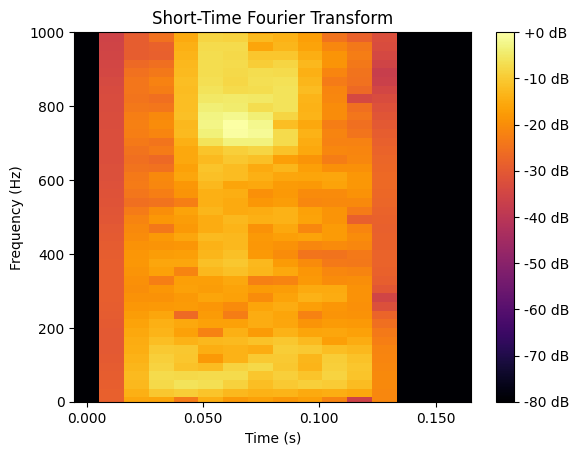 Short-Time Fourier Transform
1000
800
600
400
200
0
Frequency (Hz)
0.000
0.050
0.100
0.150
Time (s)
+0 dB
-10 dB
-20 dB
-30 dB
-40 dB
-50 dB
-60 dB
-70 dB
-80 dB